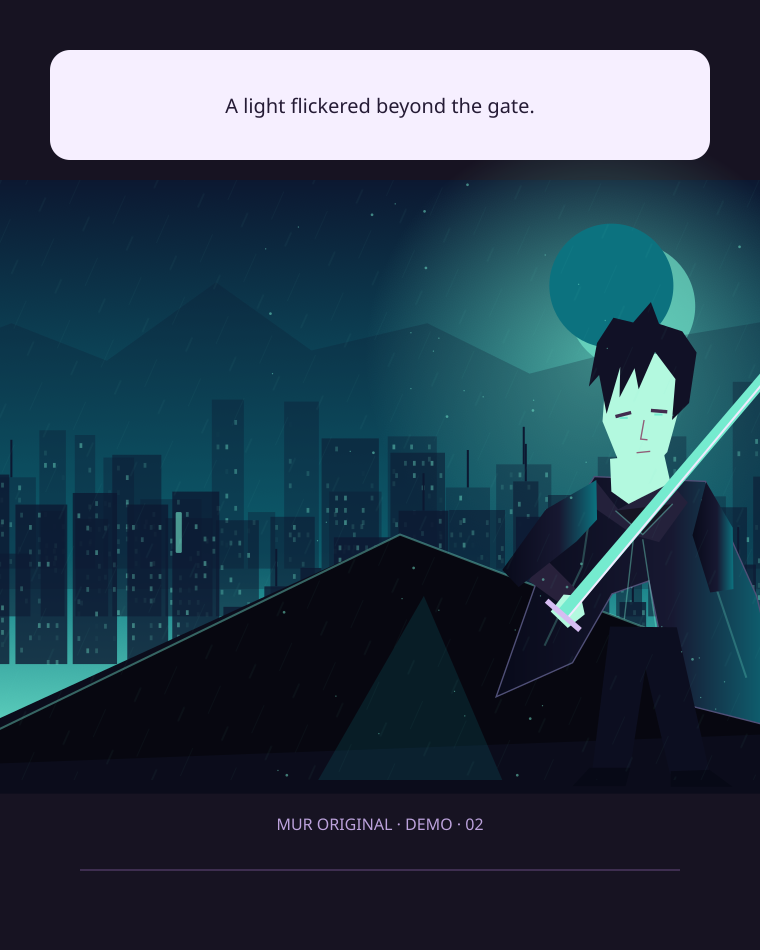 A light flickered beyond the gate.
MUR ORIGINAL · DEMO · 02